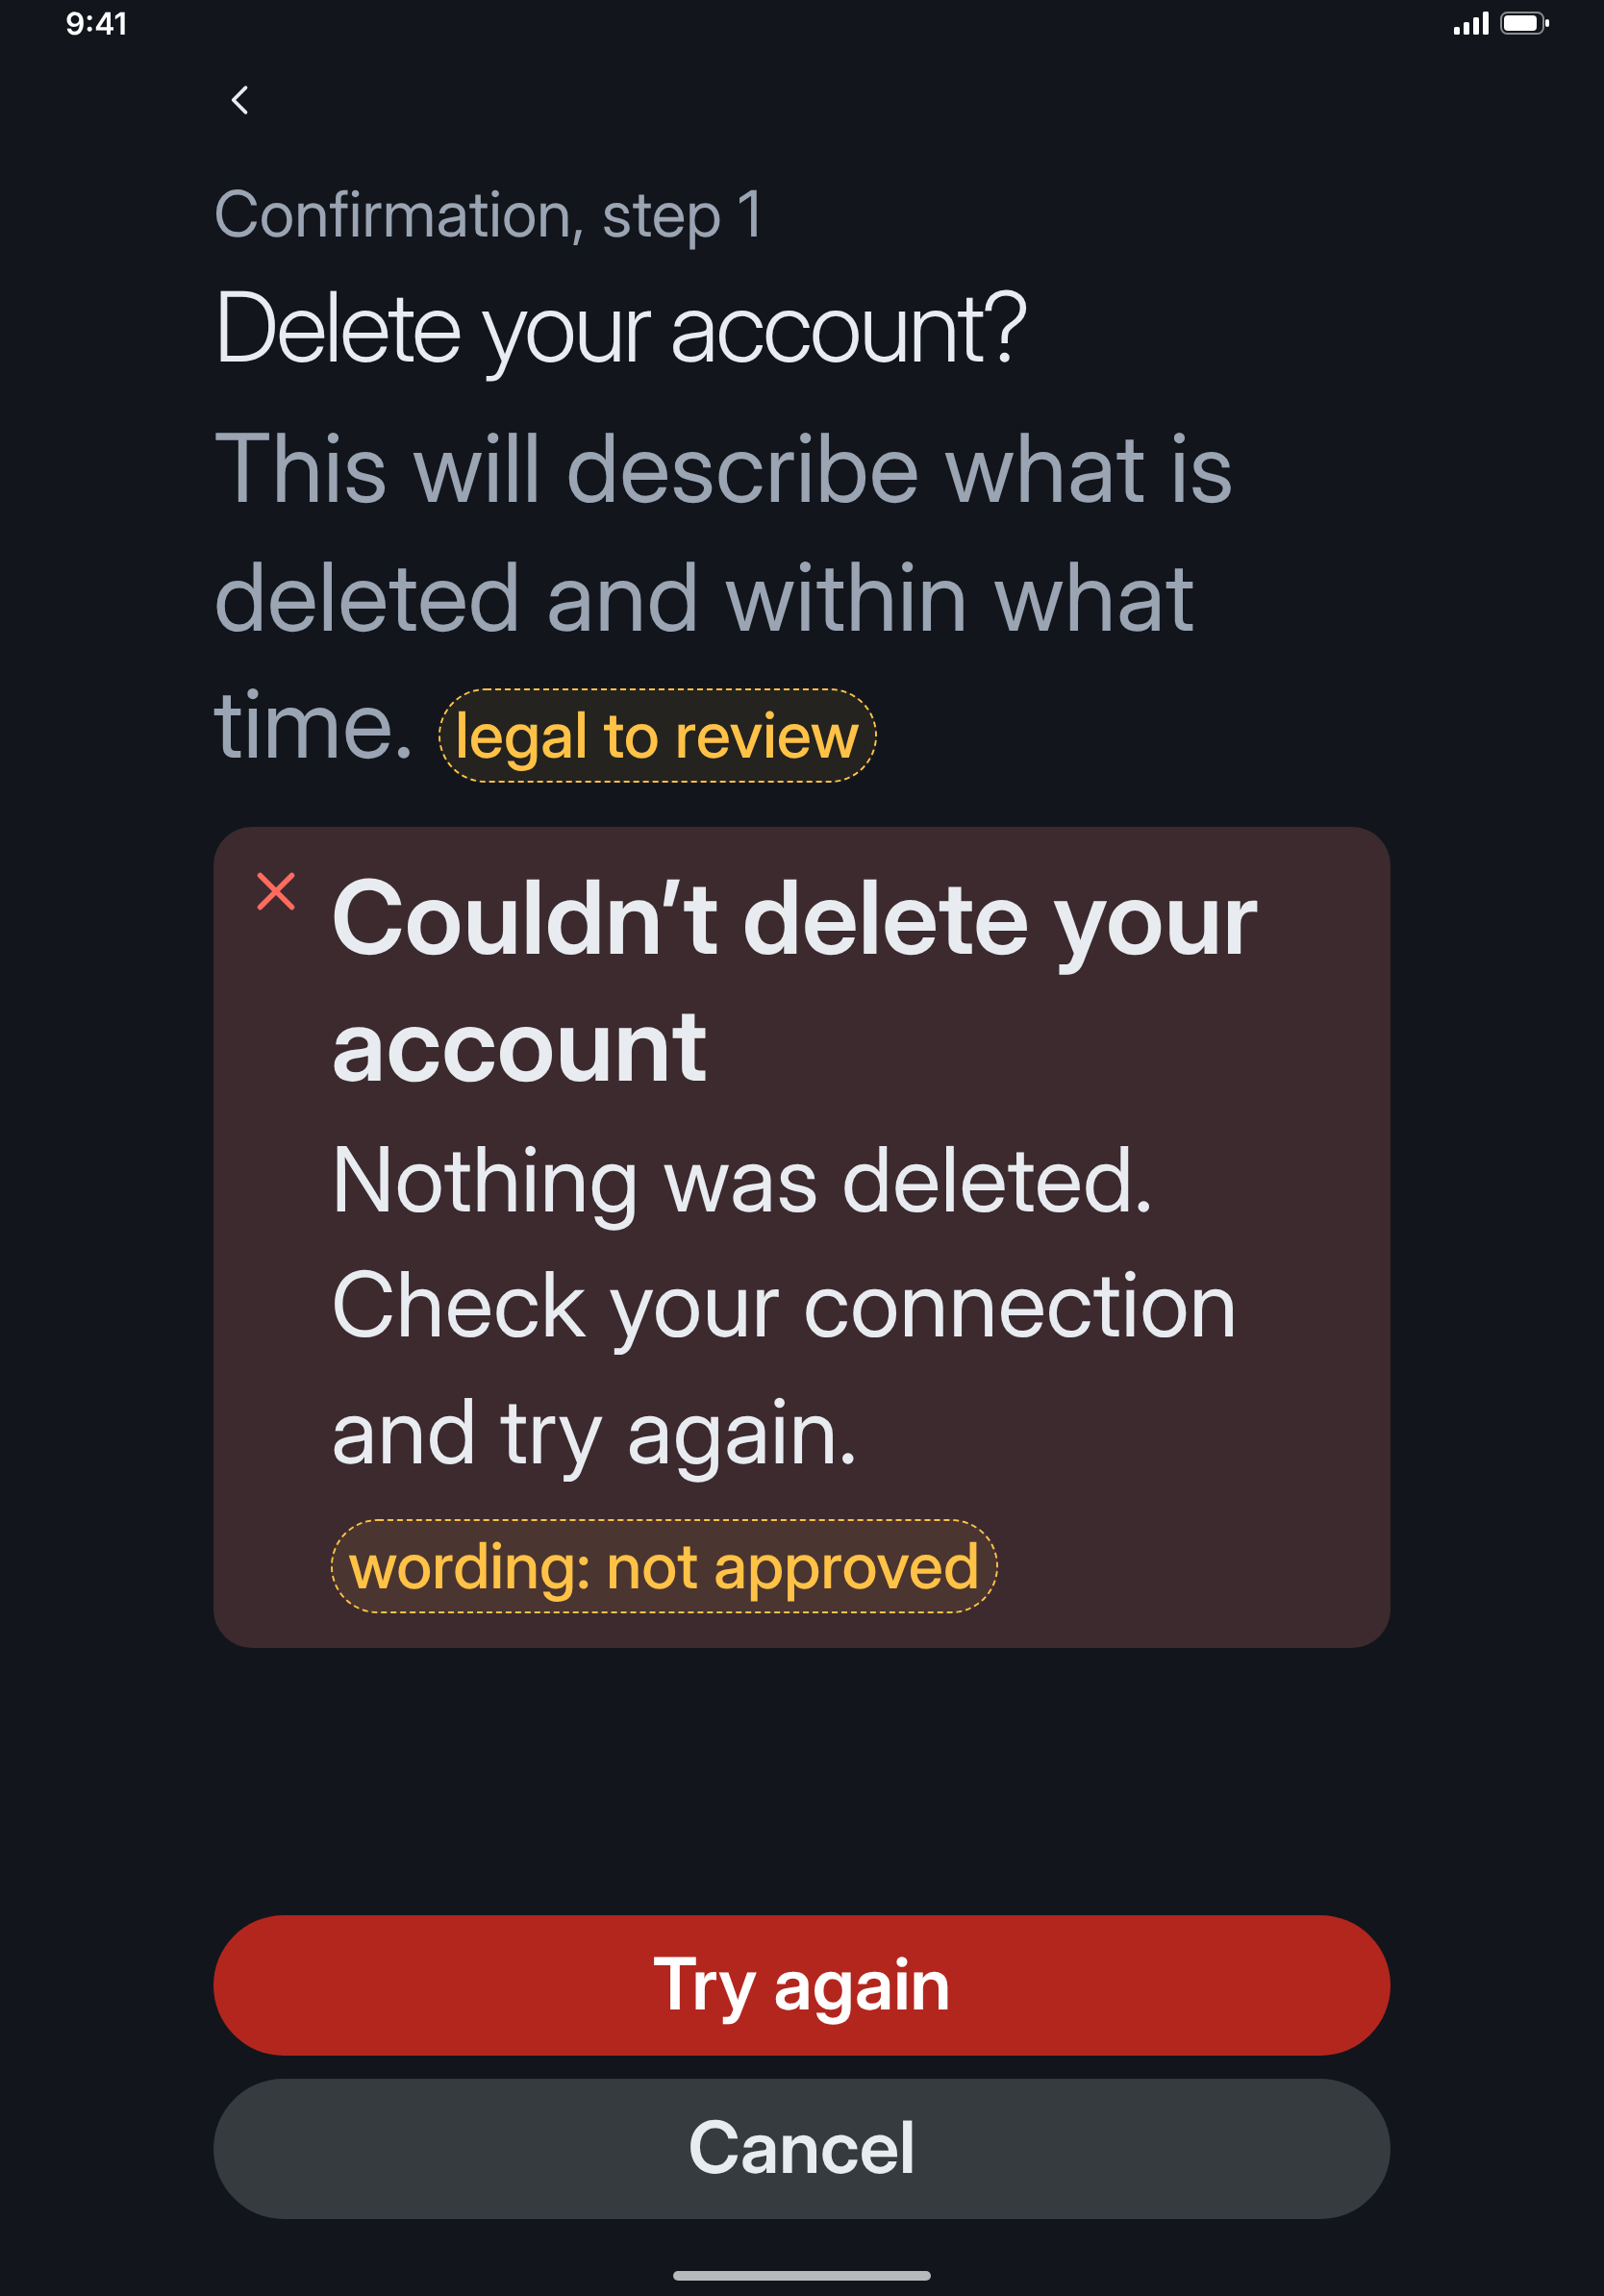 9:41
Confirmation, step 1
Delete your account?
This will describe what is
deleted and within what
time. legal to review
Couldn’t delete your
account
Nothing was deleted.
Check your connection
and try again.
wording: not approved
Try again
Cancel